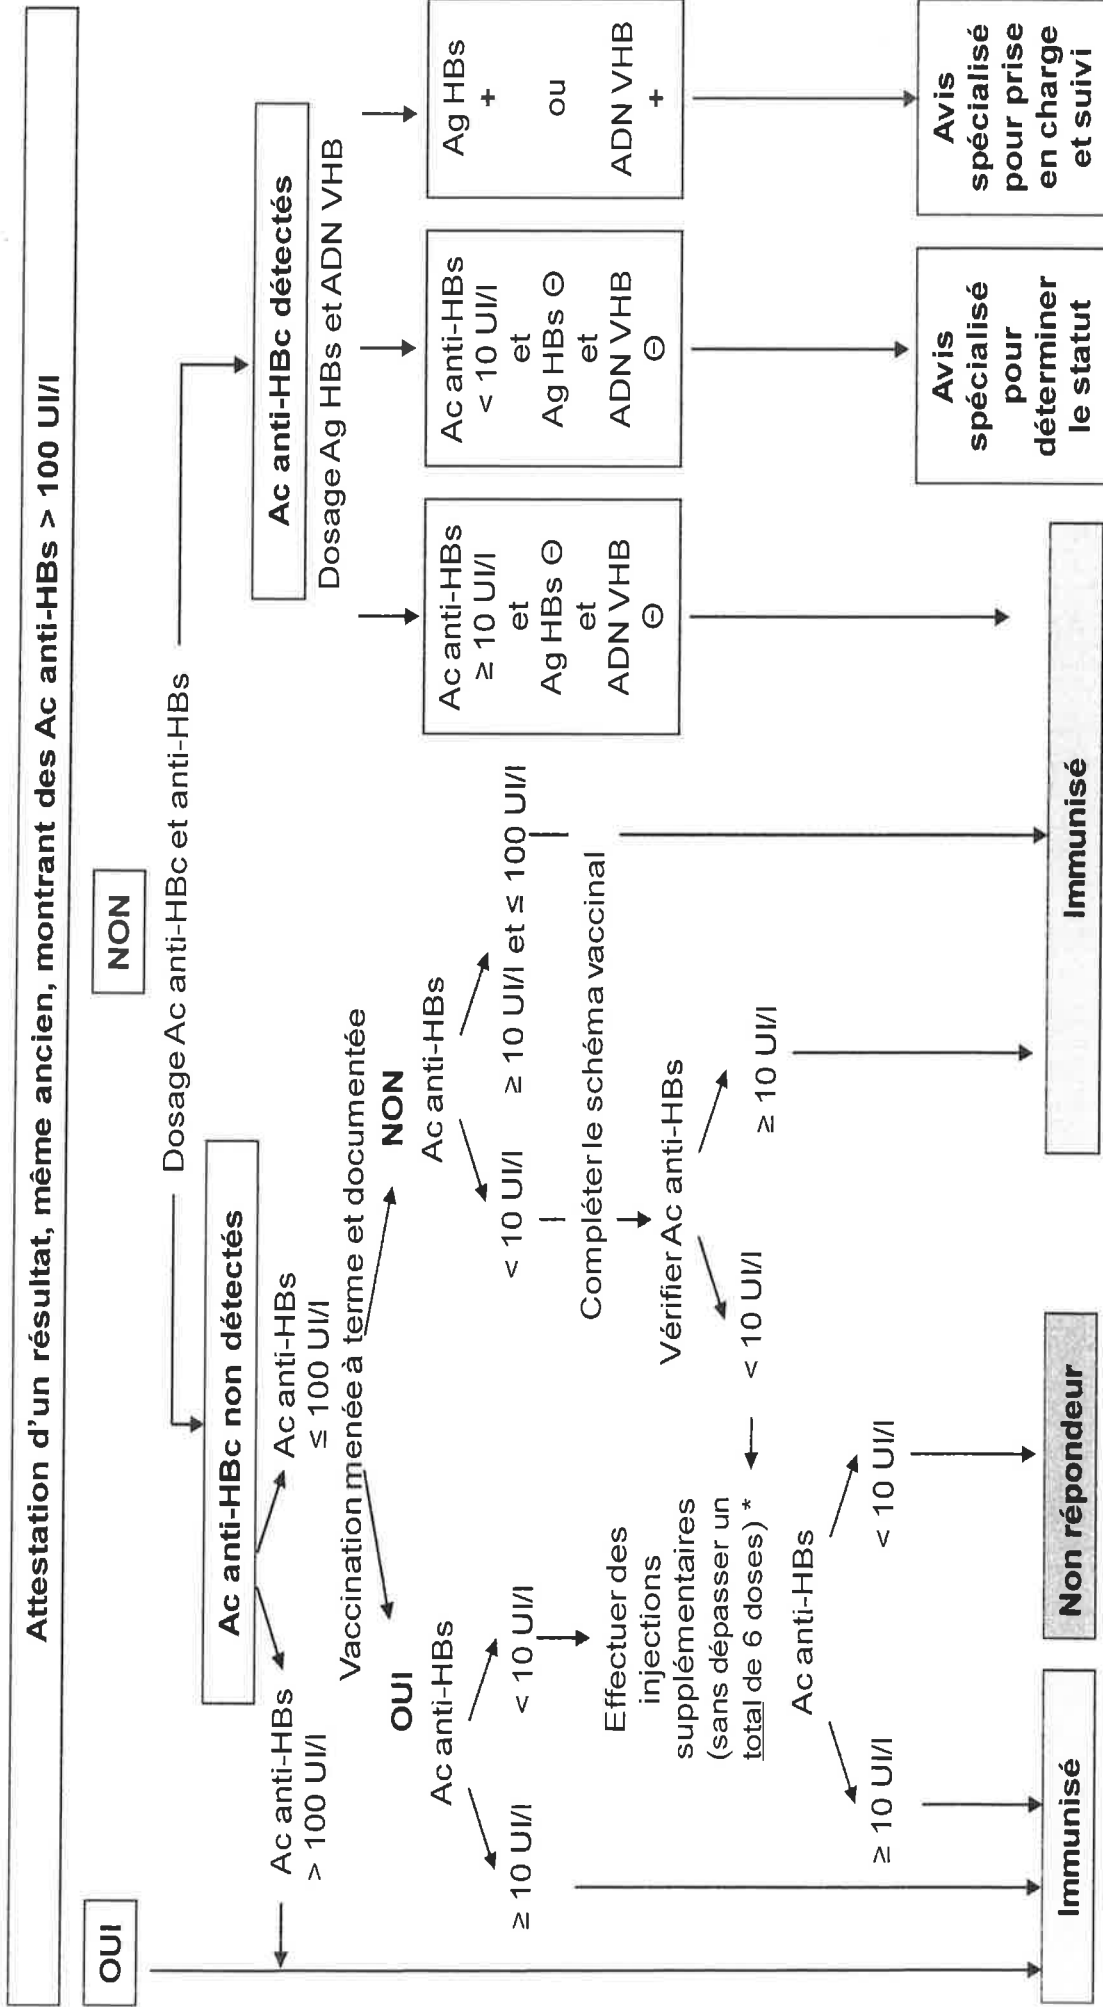 Attestation d'un résultat, même ancien, montrant des Ac anti-HBs > 100 UI/l
OUI
NON
Dosage Ac anti-HBc et anti-HBs
Ac anti-HBc non détectés
Ac anti-HBs
> 100 UI/l
Ac anti-HBs
≤ 100 UI/l
Vaccination menée à terme et documentée
OUI
Ac anti-HBs
≥ 10 UI/l
< 10 UI/l
Effectuer des
injections
supplémentaires
(sans dépasser un
total de 6 doses) *
Ac anti-HBs
≥ 10 UI/l
< 10 UI/l
NON
Ac anti-HBs
< 10 UI/l
≥ 10 UI/l et ≤ 100 UI/l
Compléter le schéma vaccinal
Vérifier Ac anti-HBs
< 10 UI/l
≥ 10 UI/l
Ac anti-HBc détectés
Dosage Ag HBs et ADN VHB
Ac anti-HBs
≥ 10 UI/l
et
Ag HBs ⊖
et
ADN VHB
⊖
Ac anti-HBs
< 10 UI/l
et
Ag HBs ⊖
et
ADN VHB
⊖
Ag HBs
+
ou
ADN VHB
+
Immunisé
Non répondeur
Immunisé
Avis
spécialisé
pour
déterminer
le statut
Avis
spécialisé
pour prise
en charge
et suivi